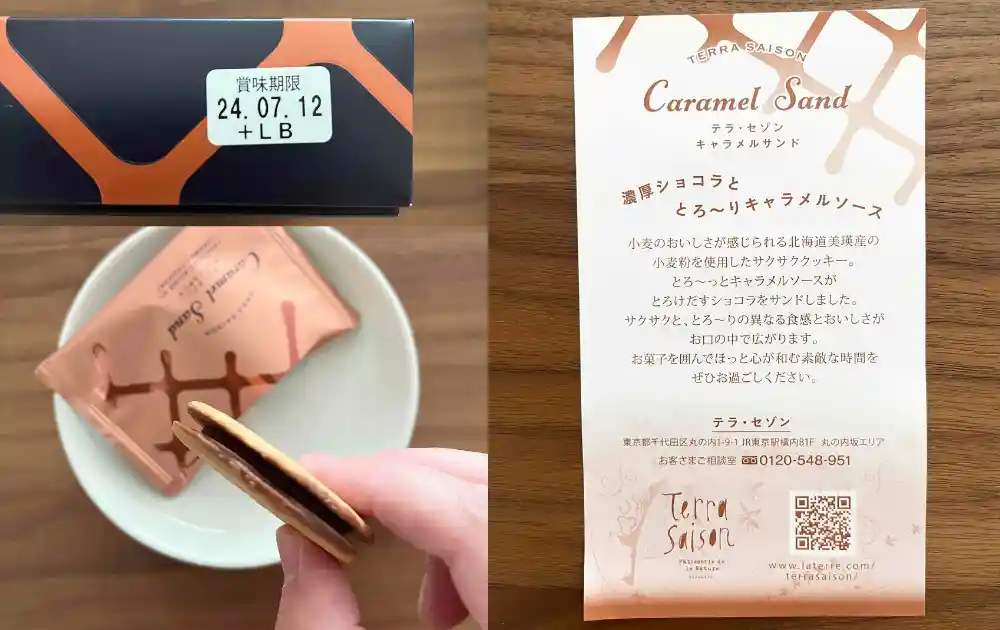 賞味期限
24.07.12
+LB
Caramel Sand
TERRA SAISON
Caramel Sand
テラ・セゾン
キャラメルサンド
濃厚ショコラと
とろ〜りキャラメルソース
小麦のおいしさが感じられる北海道美瑛産の
小麦粉を使用したサクサククッキー。
とろ〜っとキャラメルソースが
とろけだすショコラをサンドしました。
サクサクと、とろ〜りの異なる食感とおいしさが
お口の中で広がります。
お菓子を囲んでほっと心が和む素敵な時間を
ぜひお過ごしください。
テラ・セゾン
東京都千代田区丸の内1-9-1 JR東京駅構内B1F 丸の内坂エリア
お客さまご相談室 0120-548-951
Terra
Saison
Pâtisserie de
la Nature
www.laterre.com/
terrasaison/